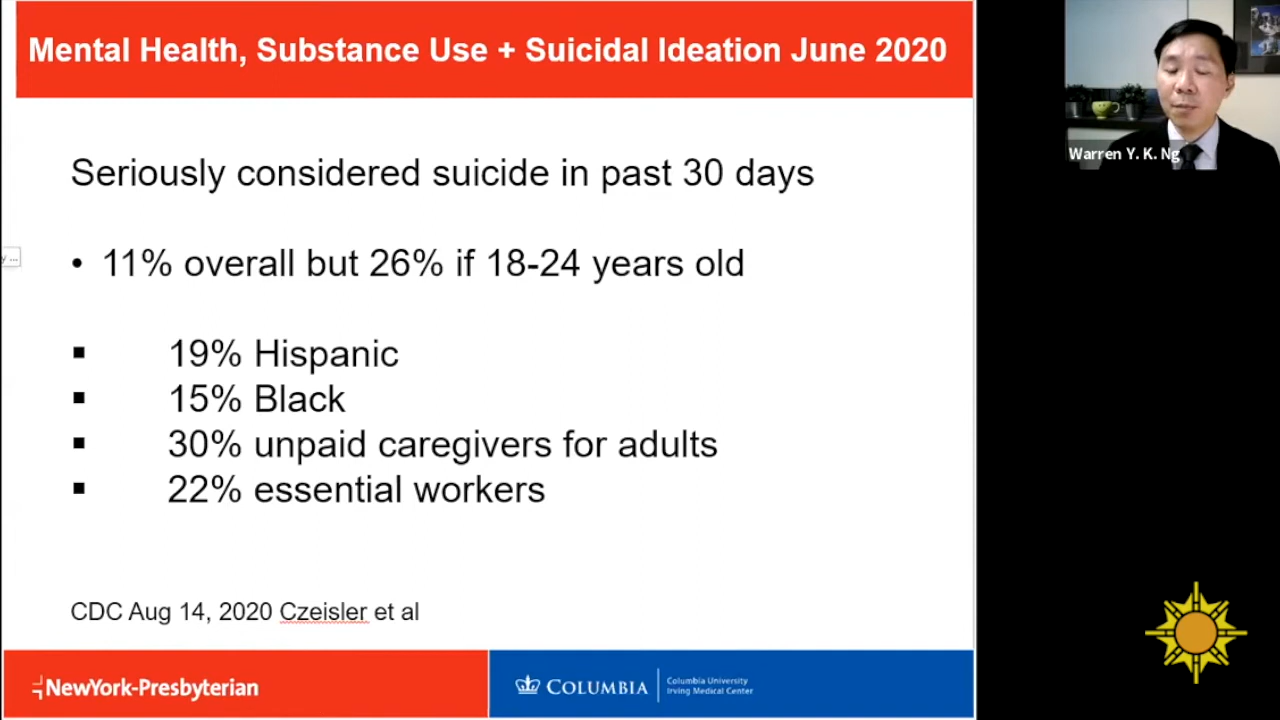 Mental Health, Substance Use + Suicidal Ideation June 2020
Warren Y. K. Ng
Seriously considered suicide in past 30 days
y ...
• 11% overall but 26% if 18-24 years old
▪ 19% Hispanic
▪ 15% Black
▪ 30% unpaid caregivers for adults
▪ 22% essential workers
CDC Aug 14, 2020 Czeisler et al
NewYork-Presbyterian
COLUMBIA
Columbia University
Irving Medical Center